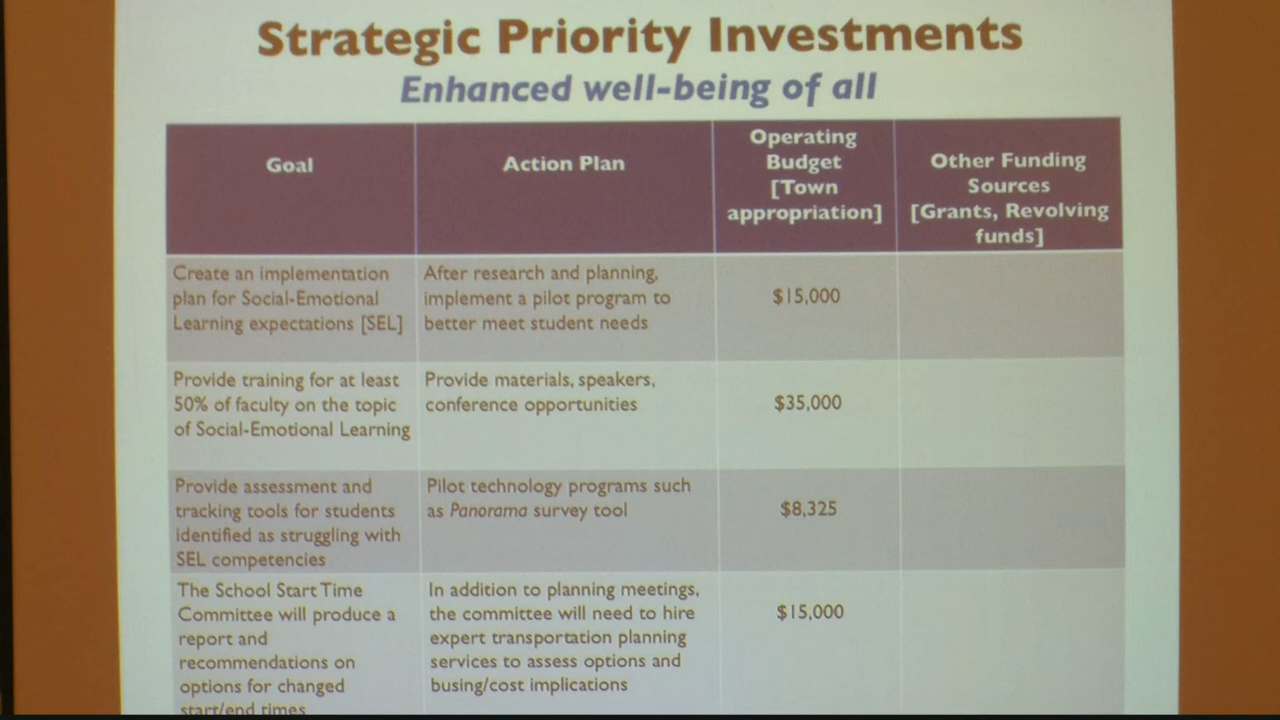 Strategic Priority Investments
Enhanced well-being of all
Goal
Action Plan
Operating
Budget
[Town
appropriation]
Other Funding
Sources
[Grants, Revolving
funds]
Create an implementation
plan for Social-Emotional
Learning expectations [SEL]
After research and planning,
implement a pilot program to
better meet student needs
$15,000
Provide training for at least
50% of faculty on the topic
of Social-Emotional Learning
Provide materials, speakers,
conference opportunities
$35,000
Provide assessment and
tracking tools for students
identified as struggling with
SEL competencies
Pilot technology programs such
as Panorama survey tool
$8,325
The School Start Time
Committee will produce a
report and
recommendations on
options for changed
start/end times
In addition to planning meetings,
the committee will need to hire
expert transportation planning
services to assess options and
busing/cost implications
$15,000